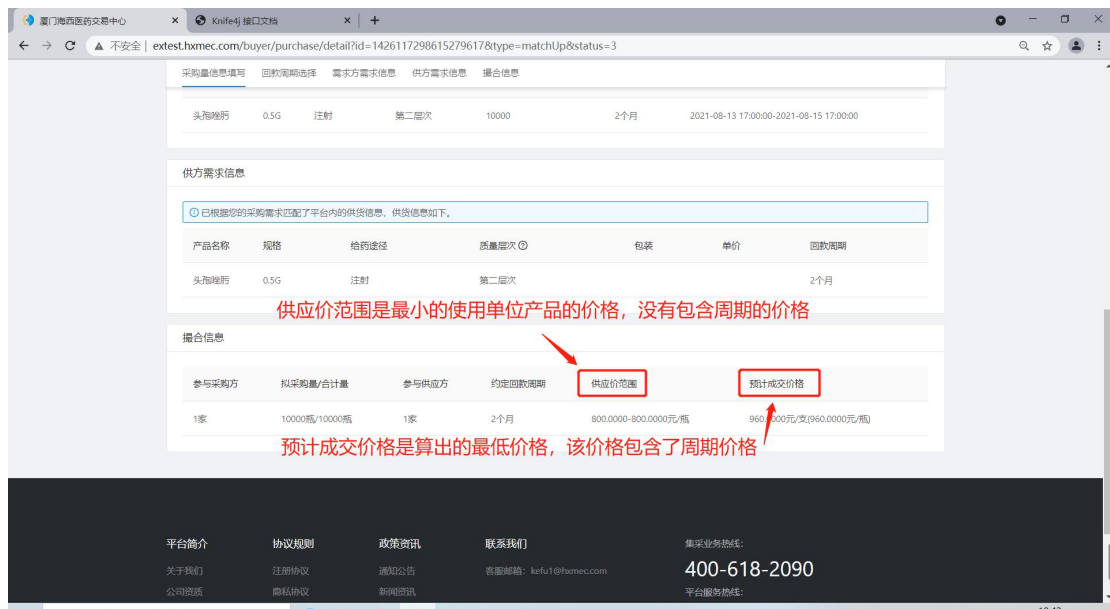 厦门海西医药交易中心
Knife4j 接口文档
不安全 | extest.hxmec.com/buyer/purchase/detail?id=1426117298615279617&type=matchUp&status=3
采购量信息填写 回款周期选择 需求方需求信息 供方需求信息 撮合信息
头孢唑肟 0.5G 注射 第二层次 10000 2个月 2021-08-13 17:00:00-2021-08-15 17:00:00
供方需求信息
已根据您的采购需求匹配了平台内的供货信息，供货信息如下。
产品名称 规格 给药途径 质量层次 包装 单价 回款周期
头孢唑肟 0.5G 注射 第二层次 2个月
供应价范围是最小的使用单位产品的价格，没有包含周期的价格
撮合信息
参与采购方 拟采购量/合计量 参与供应方 约定回款周期 供应价范围 预计成交价格
1家 10000瓶/10000瓶 1家 2个月 800.0000-800.0000元/瓶 960.0000元/支(960.0000元/瓶)
预计成交价格是算出的最低价格，该价格包含了周期价格
平台简介 协议规则 政策资讯 联系我们 集采业务热线：
关于我们 注册协议 通知公告 客服邮箱：kefu1@hxmec.com 400-618-2090
公司资质 隐私协议 新闻资讯 平台服务热线：